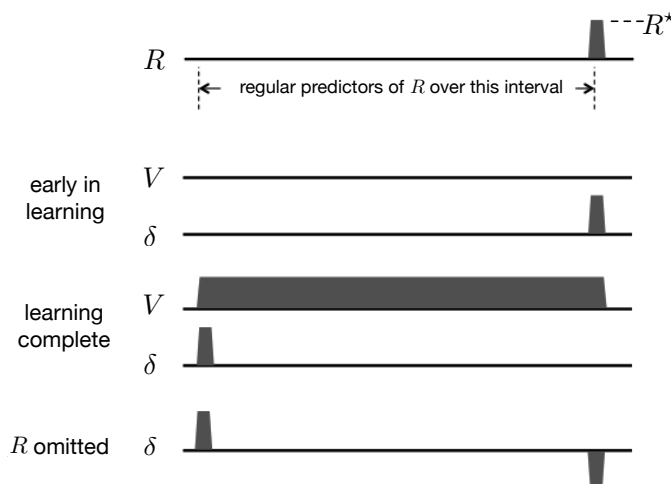 R
R*
regular predictors of R over this interval
early in
learning
V
δ
learning
complete
V
δ
R omitted
δ